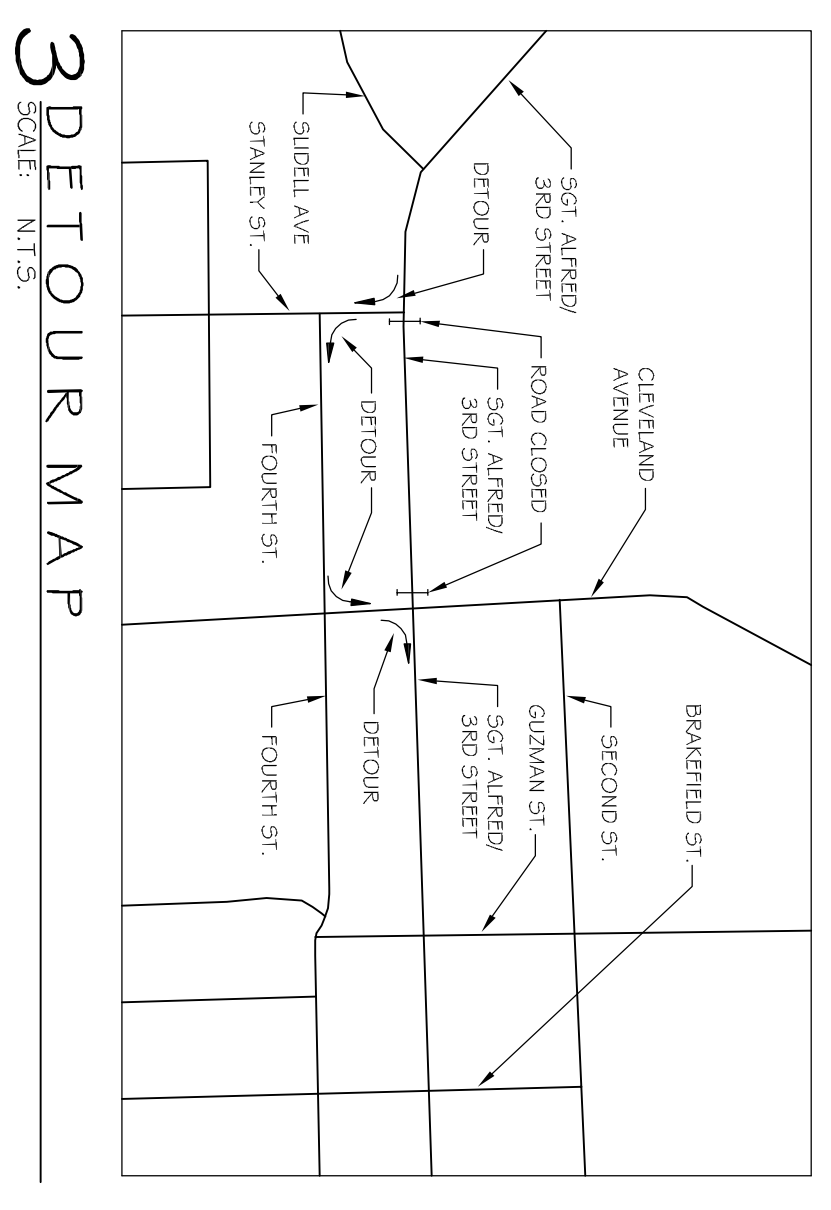 BRAKEFIELD ST.
CLEVELAND
AVENUE
SECOND ST.
SGT. ALFRED/
3RD STREET
ROAD CLOSED
GUZMAN ST.
DETOUR
SGT. ALFRED/
3RD STREET
SGT. ALFRED/
3RD STREET
DETOUR
DETOUR
SLIDELL AVE
STANLEY ST.
FOURTH ST.
FOURTH ST.
3 DETOUR MAP
SCALE: N.T.S.